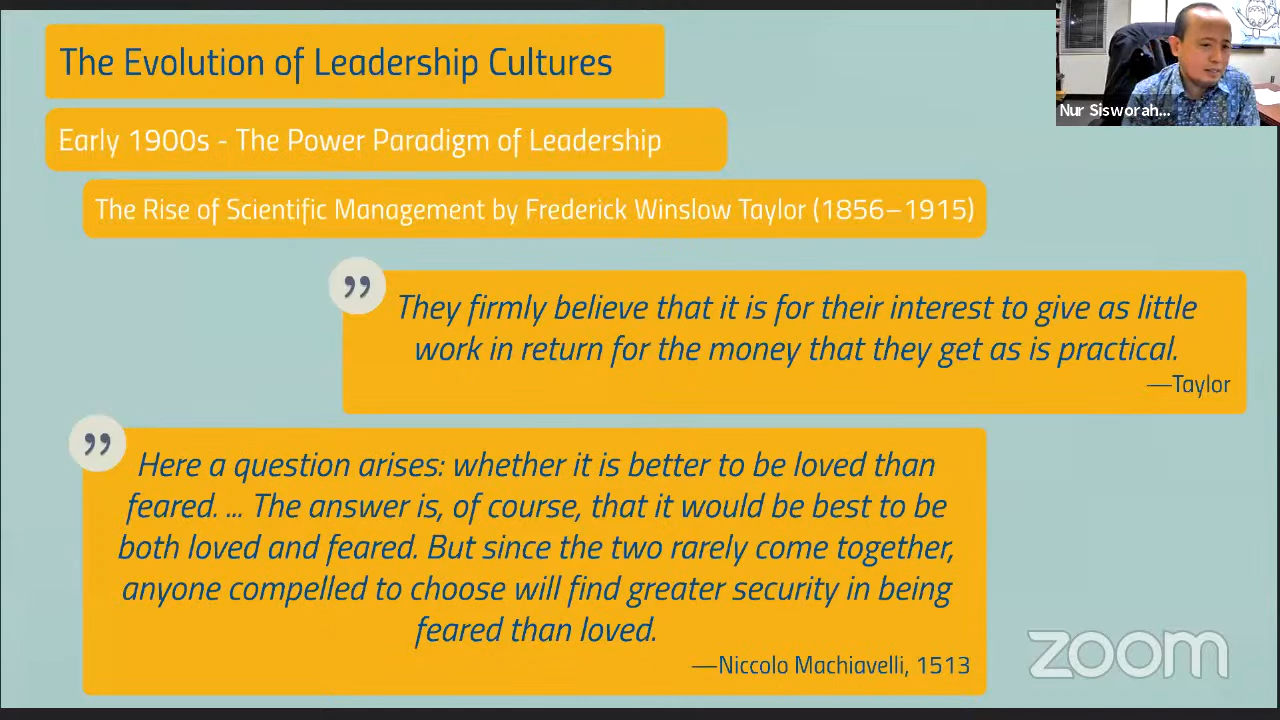 The Evolution of Leadership Cultures
Early 1900s - The Power Paradigm of Leadership
The Rise of Scientific Management by Frederick Winslow Taylor (1856–1915)
”
They firmly believe that it is for their interest to give as little
work in return for the money that they get as is practical.
—Taylor
”
Here a question arises: whether it is better to be loved than
feared. ... The answer is, of course, that it would be best to be
both loved and feared. But since the two rarely come together,
anyone compelled to choose will find greater security in being
feared than loved.
—Niccolo Machiavelli, 1513
Nur Sisworah...
zoom